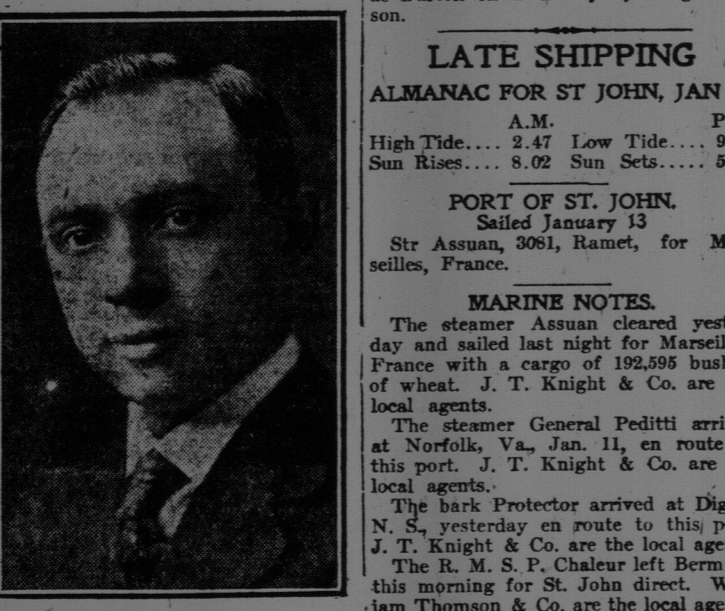 son.
LATE SHIPPING
ALMANAC FOR ST JOHN, JAN
A.M. P
High Tide.... 2.47 Low Tide.... 9
Sun Rises.... 8.02 Sun Sets..... 5
PORT OF ST. JOHN.
Sailed January 13
Str Assuan, 3081, Ramet, for M
seilles, France.
MARINE NOTES.
The steamer Assuan cleared yest
day and sailed last night for Marseil
France with a cargo of 192,595 bush
of wheat. J. T. Knight & Co. are
local agents.
The steamer General Peditti arri
at Norfolk, Va., Jan. 11, en route
this port. J. T. Knight & Co. are
local agents.
The bark Protector arrived at Dig
N. S., yesterday en route to this p
J. T. Knight & Co. are the local age
The R. M. S. P. Chaleur left Berm
this morning for St. John direct. W
iam Thomson & Co. are the local age